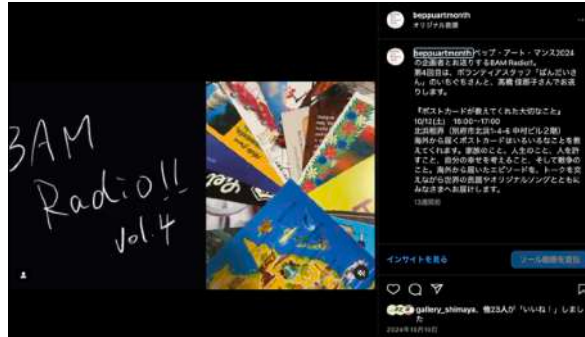 BAM
Radio!!
vol.4
beppuartmonth
オリジナル音源
beppuartmonth ベップ・アート・マンス2024
の企画者とお送りするBAM Radio!!。
第4回目は、ボランティアスタッフ「ばんだいさ
ん」のいちぐちさんと、高橋 佳那子さんでお送
りします。
『ポストカードが教えてくれた大切なこと』
10/12(土) 16:00~17:00
北浜(別府市北浜1-4-6 中村ビル2階)
海外から届くポストカードはいろいろなことを教
えてくれます。家族のこと、人生のこと、人を許
すこと、自分の幸せを考えること、そして戦争の
こと。海外から届いたエピソードを、トークを交
えながら世界の民謡やオリジナルソングとともに
みなさまへお届けします。
13週間前
インサイトを見る
リール動画を宣伝
gallery_shimaya、他23人が「いいね!」しまし
た
2024年10月10日